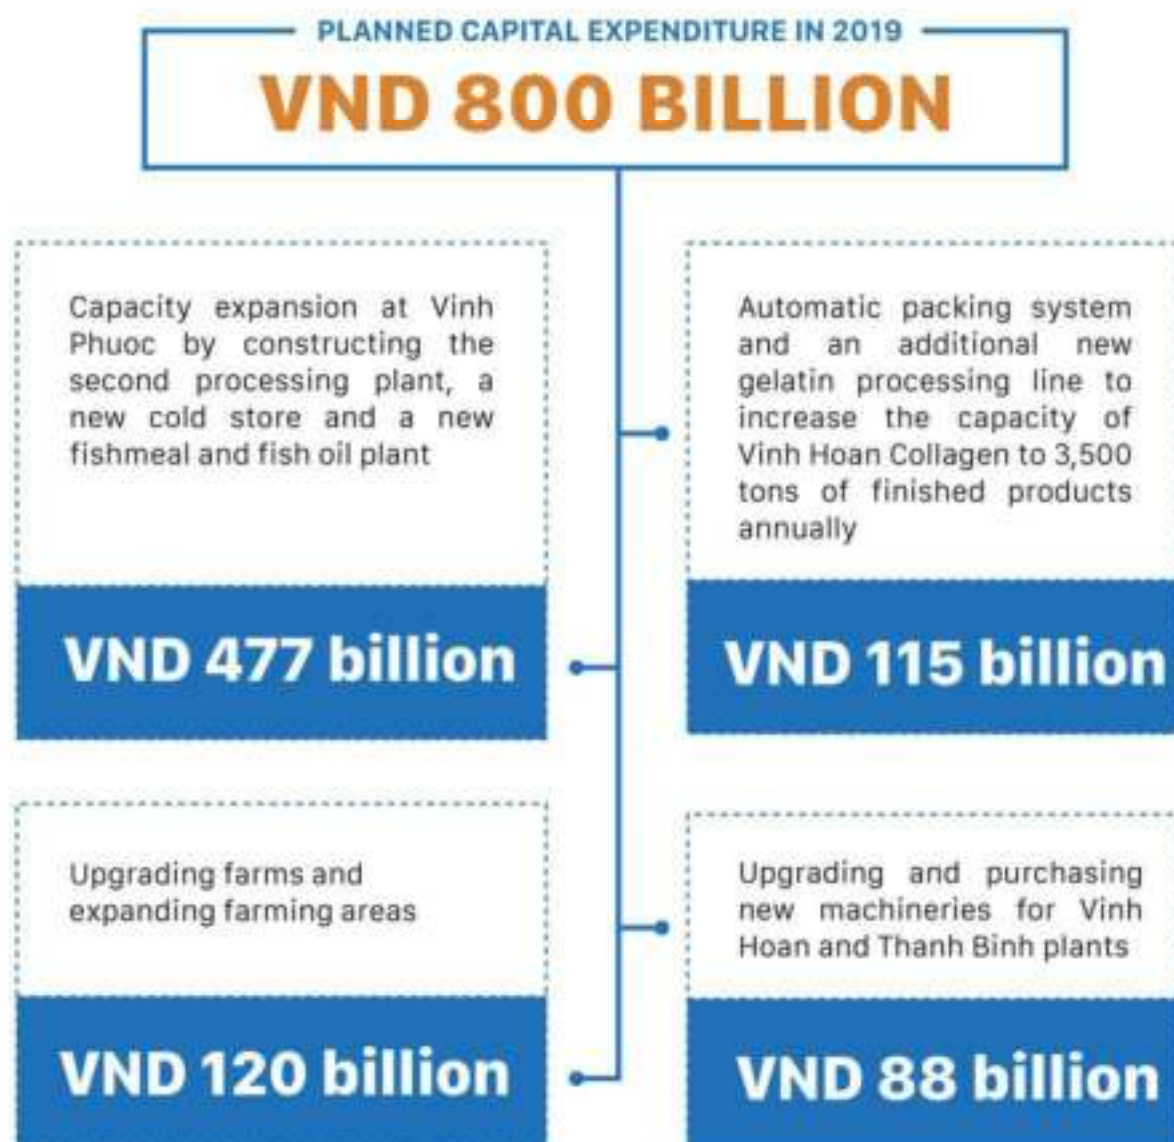 PLANNED CAPITAL EXPENDITURE IN 2019
VND 800 BILLION
Capacity expansion at Vinh
Phuoc by constructing the
second processing plant, a
new cold store and a new
fishmeal and fish oil plant
VND 477 billion
Automatic packing system
and an additional new
gelatin processing line to
increase the capacity of
Vinh Hoan Collagen to 3,500
tons of finished products
annually
VND 115 billion
Upgrading farms and
expanding farming areas
VND 120 billion
Upgrading and purchasing
new machineries for Vinh
Hoan and Thanh Binh plants
VND 88 billion